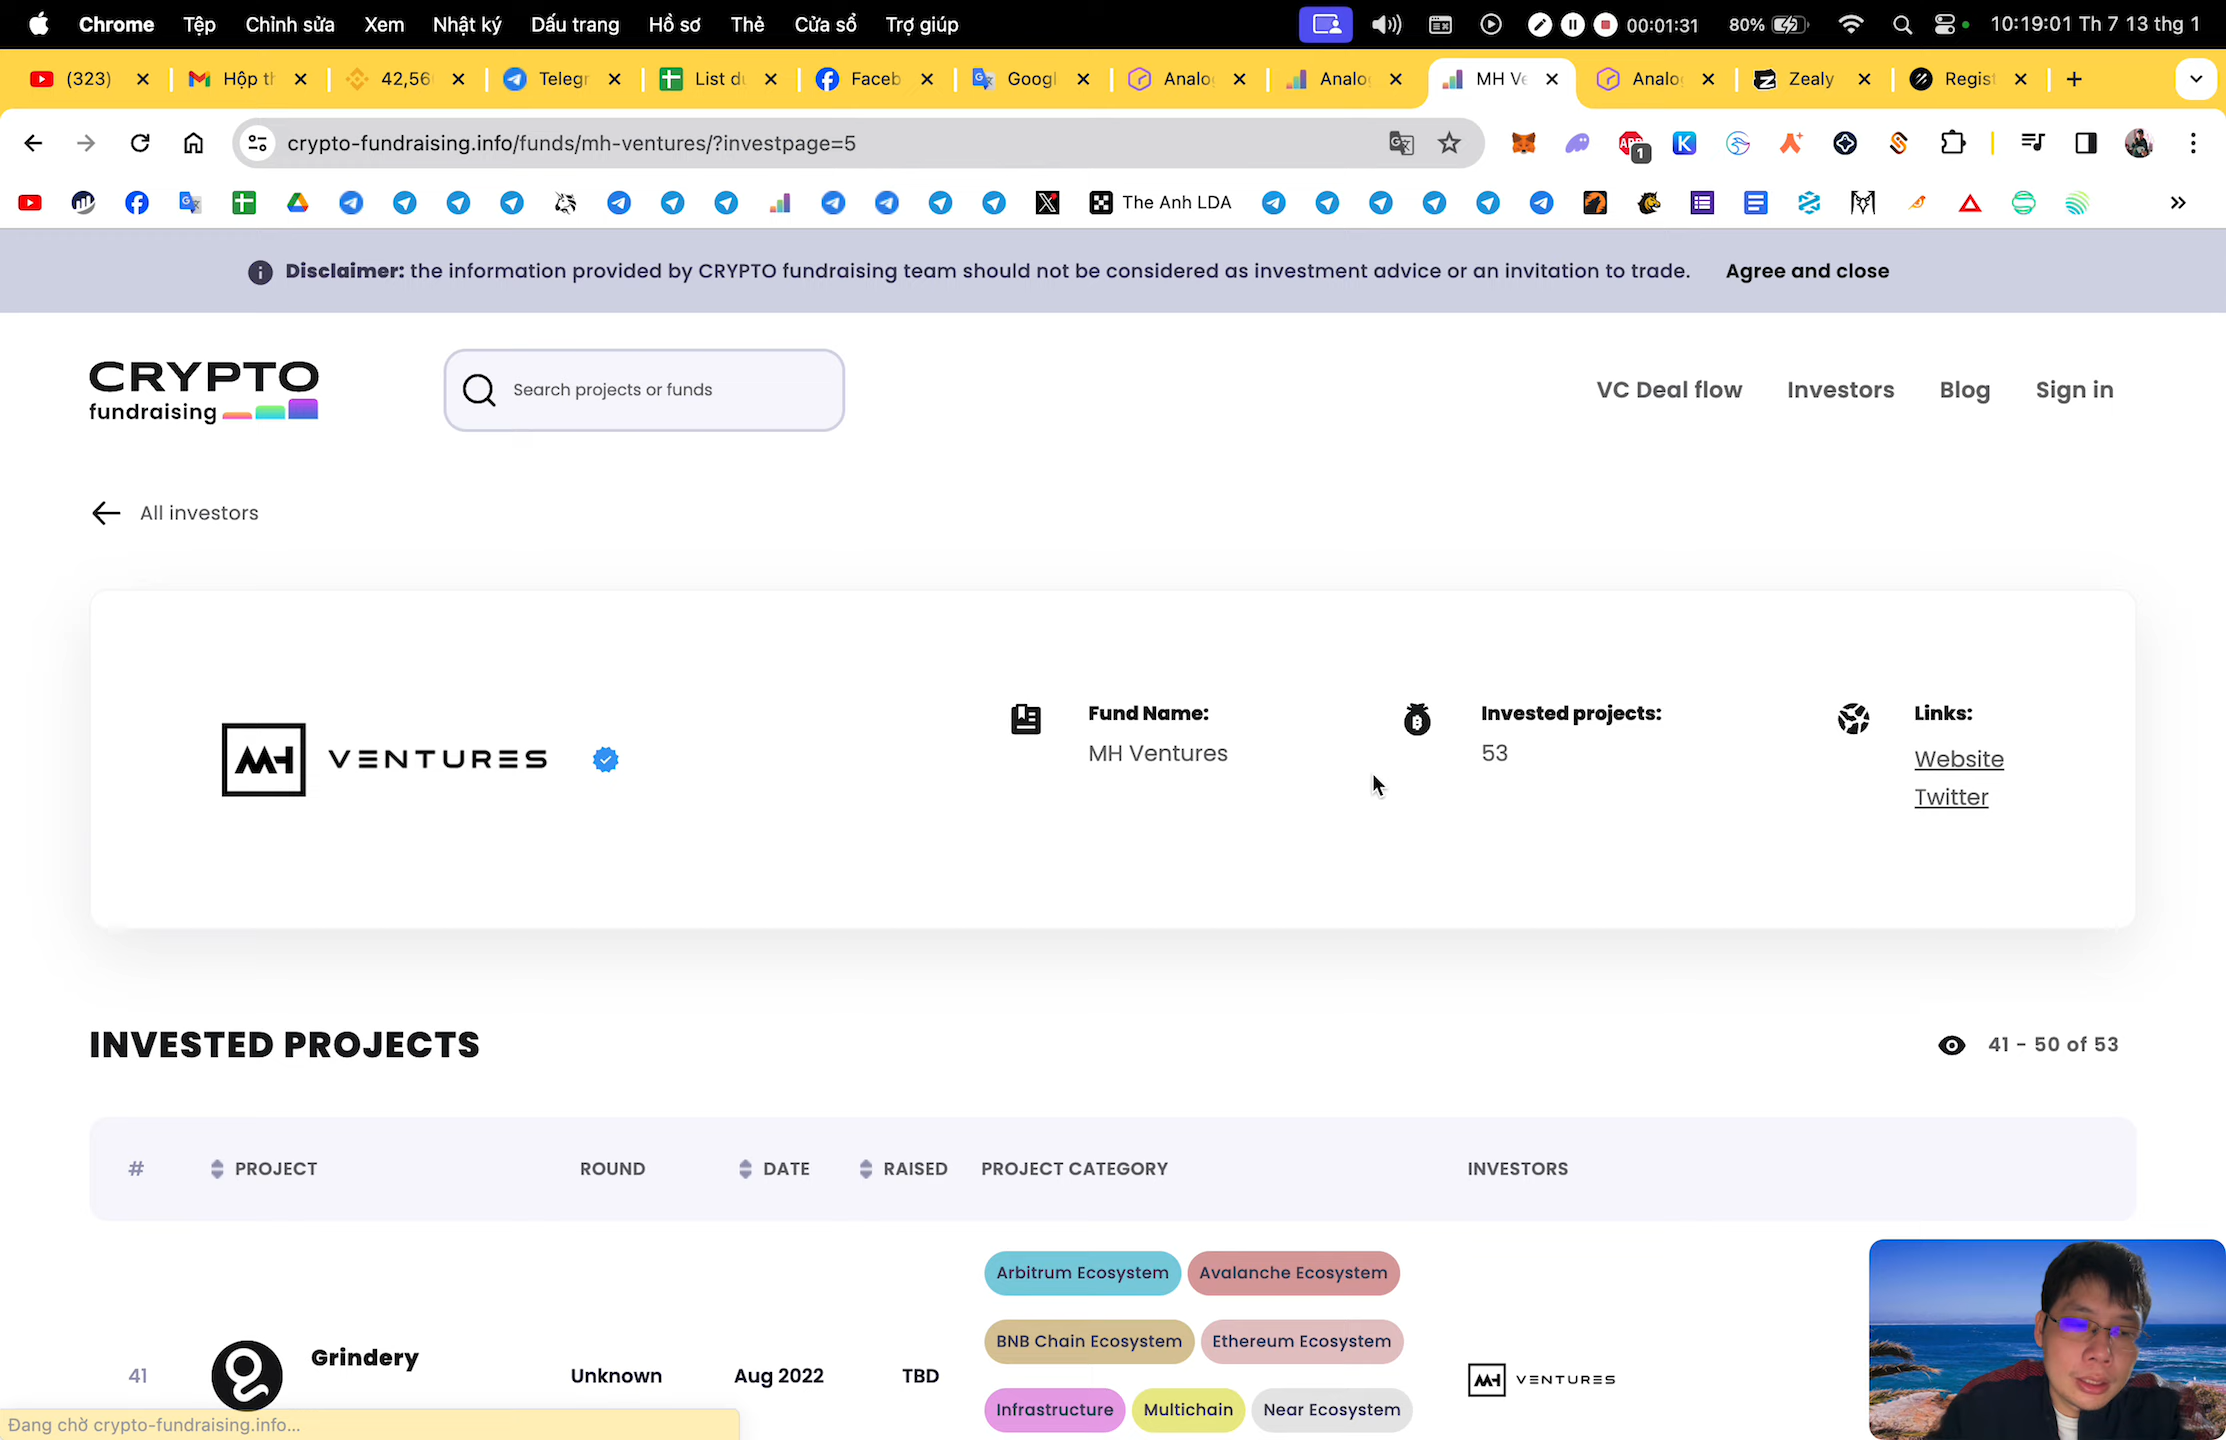 Chrome Tệp Chỉnh sửa Xem Nhật ký Dấu trang Hồ sơ Thẻ Cửa sổ Trợ giúp 00:01:31 80% 10:19:01 Th 7 13 thg 1
(323) Hộp th 42,56 Telegr List dι Faceb Googl Analo Analo MH Ve Analo Zealy Regist
crypto-fundraising.info/funds/mh-ventures/?investpage=5
The Anh LDA
Disclaimer: the information provided by CRYPTO fundraising team should not be considered as investment advice or an invitation to trade. Agree and close
CRYPTO
fundraising
Search projects or funds
VC Deal flow Investors Blog Sign in
All investors
MH VENTURES
Fund Name:
MH Ventures
Invested projects:
53
Links:
Website
Twitter
INVESTED PROJECTS
41 - 50 of 53
# PROJECT ROUND DATE RAISED PROJECT CATEGORY INVESTORS
41 Grindery Unknown Aug 2022 TBD
Arbitrum Ecosystem Avalanche Ecosystem
BNB Chain Ecosystem Ethereum Ecosystem
Infrastructure Multichain Near Ecosystem
MH VENTURES
Đang chờ crypto-fundraising.info...